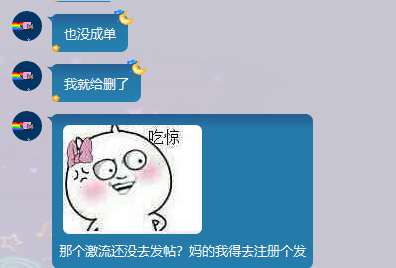 也没成单
我就给删了
吃惊
那个激流还没去发帖？妈的我得去注册个发